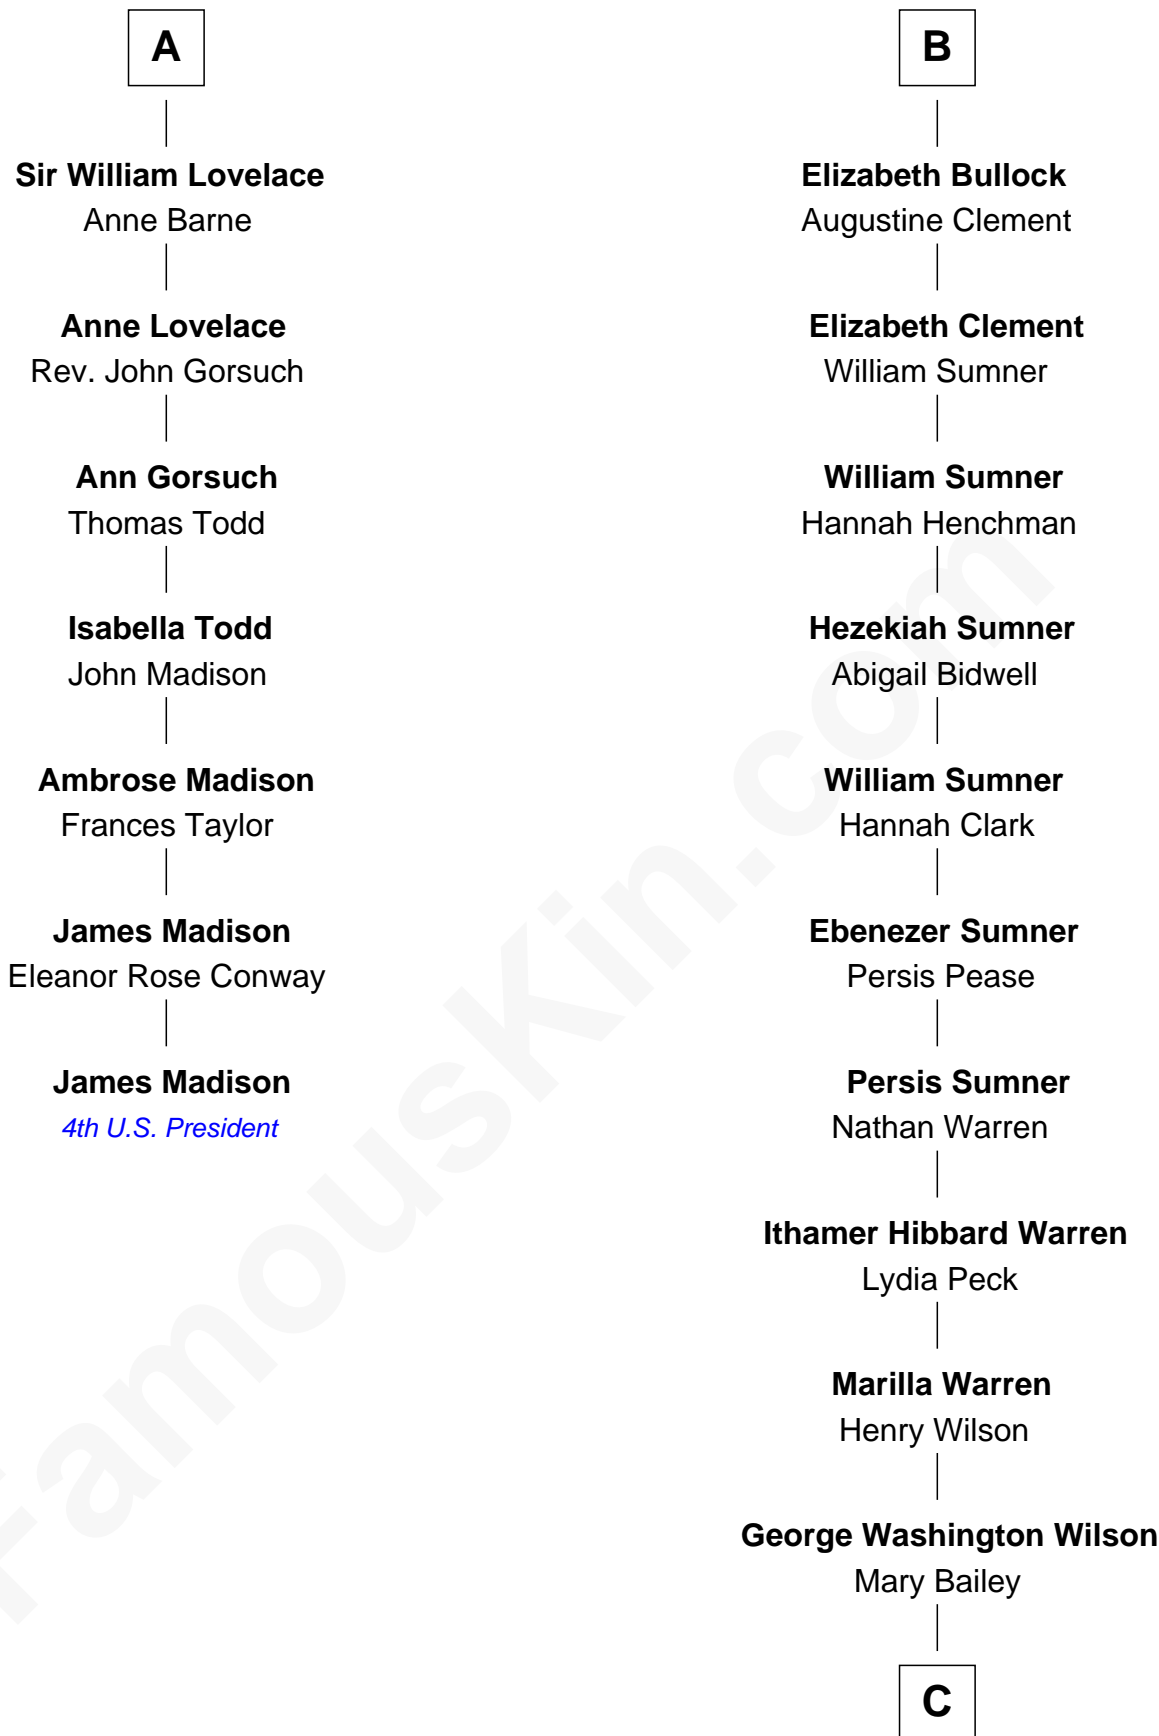 A
Sir William Lovelace
Anne Barne
Anne Lovelace
Rev. John Gorsuch
Ann Gorsuch
Thomas Todd
Isabella Todd
John Madison
Ambrose Madison
Frances Taylor
James Madison
Eleanor Rose Conway
James Madison
4th U.S. President
B
Elizabeth Bullock
Augustine Clement
Elizabeth Clement
William Sumner
William Sumner
Hannah Henchman
Hezekiah Sumner
Abigail Bidwell
William Sumner
Hannah Clark
Ebenezer Sumner
Persis Pease
Persis Sumner
Nathan Warren
Ithamer Hibbard Warren
Lydia Peck
Marilla Warren
Henry Wilson
George Washington Wilson
Mary Bailey
C
FamousKin.com